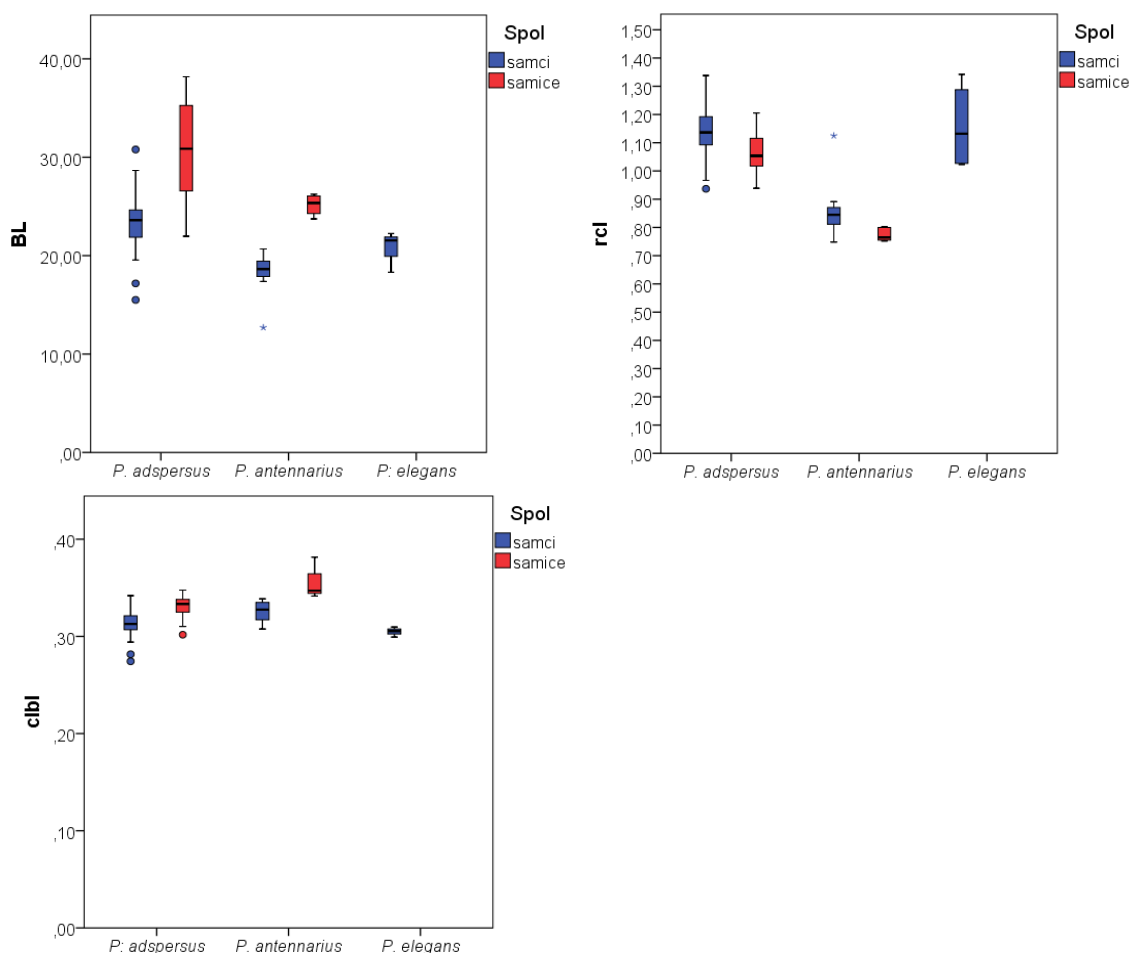 BL
40,00
30,00
20,00
10,00
,00
P. adspersus P. antennarius P: elegans
Spol
samci
samice
rcl
1,50
1,40
1,30
1,20
1,10
1,00
,90
,80
,70
,60
,50
,40
,30
,20
,10
,00
P. adspersus P. antennarius P. elegans
Spol
samci
samice
clbl
,40
,30
,20
,10
,00
P: adspersus P. antennarius P. elegans
Spol
samci
samice